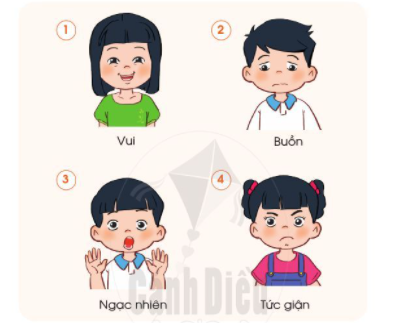 1
2
Vui
Buồn
3
4
Ngạc nhiên
Tức giận
Cánh Diều